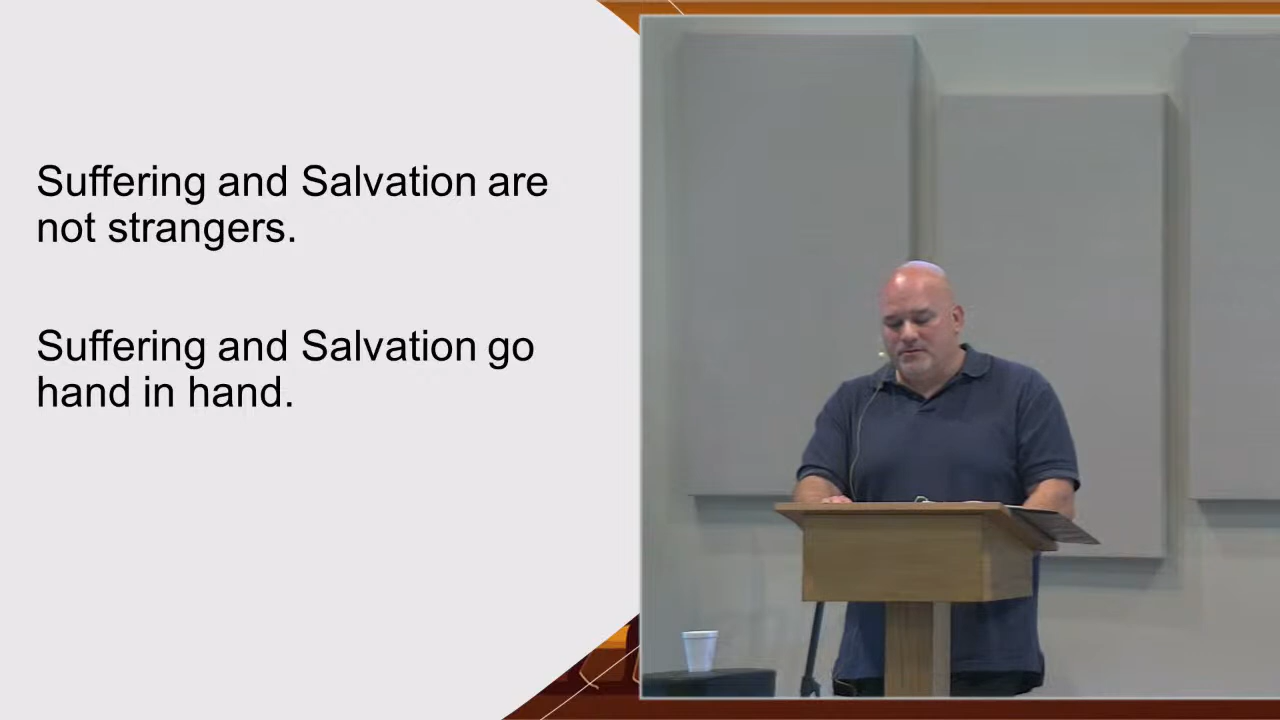 Suffering and Salvation are
not strangers.
Suffering and Salvation go
hand in hand.